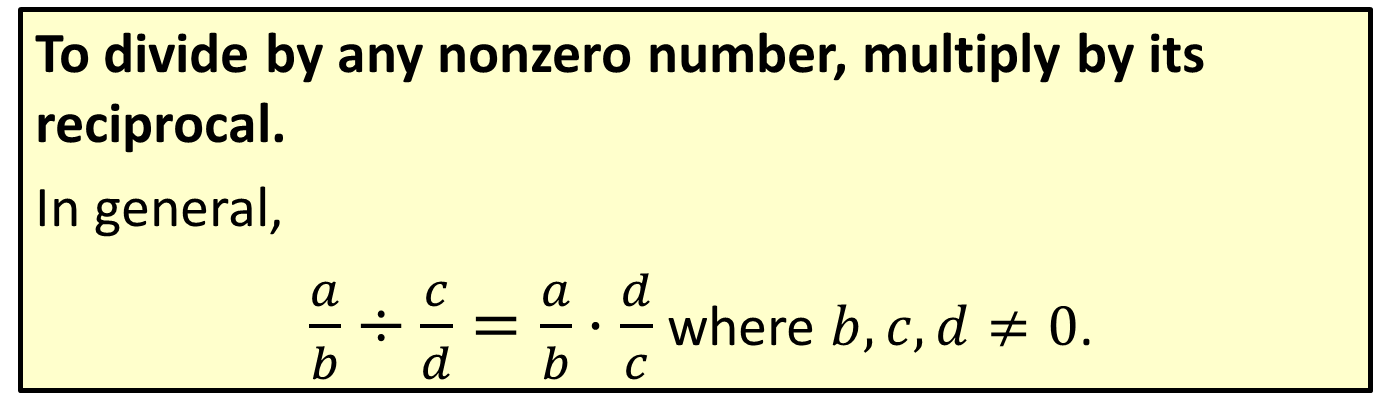 To divide by any nonzero number, multiply by its
reciprocal.
In general,
a/b ÷ c/d = a/b · d/c where b, c, d ≠ 0.